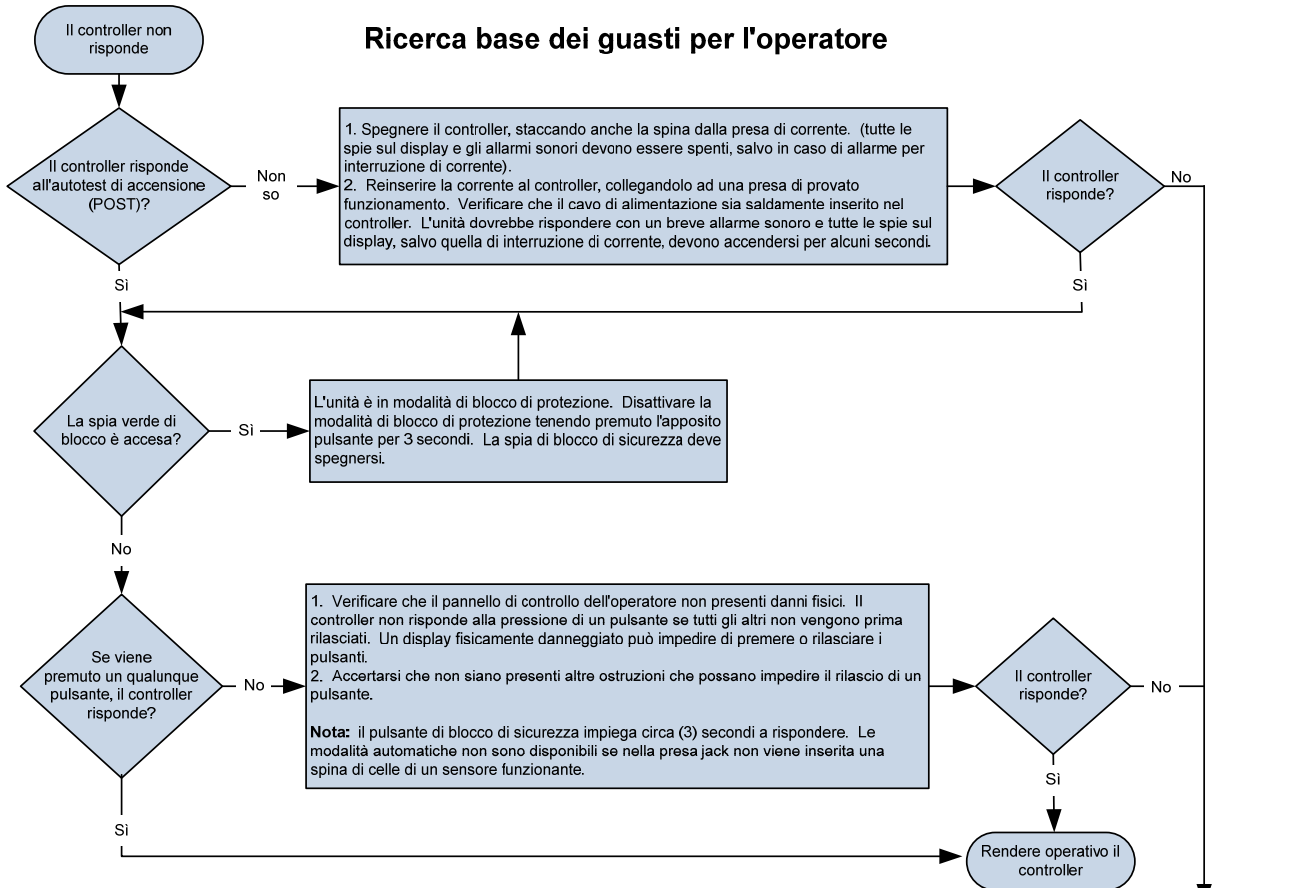 Ricerca base dei guasti per l'operatore
Il controller non
risponde
Il controller risponde
all'autotest di accensione
(POST)?
Non
so
1. Spegnere il controller, staccando anche la spina dalla presa di corrente.  (tutte le
spie sul display e gli allarmi sonori devono essere spenti, salvo in caso di allarme per
interruzione di corrente).
2.  Reinserire la corrente al controller, collegandolo ad una presa di provato
funzionamento.  Verificare che il cavo di alimentazione sia saldamente inserito nel
controller.  L'unità dovrebbe rispondere con un breve allarme sonoro e tutte le spie sul
display, salvo quella di interruzione di corrente, devono accendersi per alcuni secondi.
Il controller
risponde?
No
Sì
Sì
La spia verde di
blocco è accesa?
Sì
L'unità è in modalità di blocco di protezione.  Disattivare la
modalità di blocco di protezione tenendo premuto l'apposito
pulsante per 3 secondi.  La spia di blocco di sicurezza deve
spegnersi.
No
Se viene
premuto un qualunque
pulsante, il controller
risponde?
No
1.  Verificare che il pannello di controllo dell'operatore non presenti danni fisici.  Il
controller non risponde alla pressione di un pulsante se tutti gli altri non vengono prima
rilasciati.  Un display fisicamente danneggiato può impedire di premere o rilasciare i
pulsanti.
2.  Accertarsi che non siano presenti altre ostruzioni che possano impedire il rilascio di un
pulsante.
Nota:  il pulsante di blocco di sicurezza impiega circa (3) secondi a rispondere.  Le
modalità automatiche non sono disponibili se nella presa jack non viene inserita una
spina di celle di un sensore funzionante.
Il controller
risponde?
No
Sì
Sì
Rendere operativo il
controller